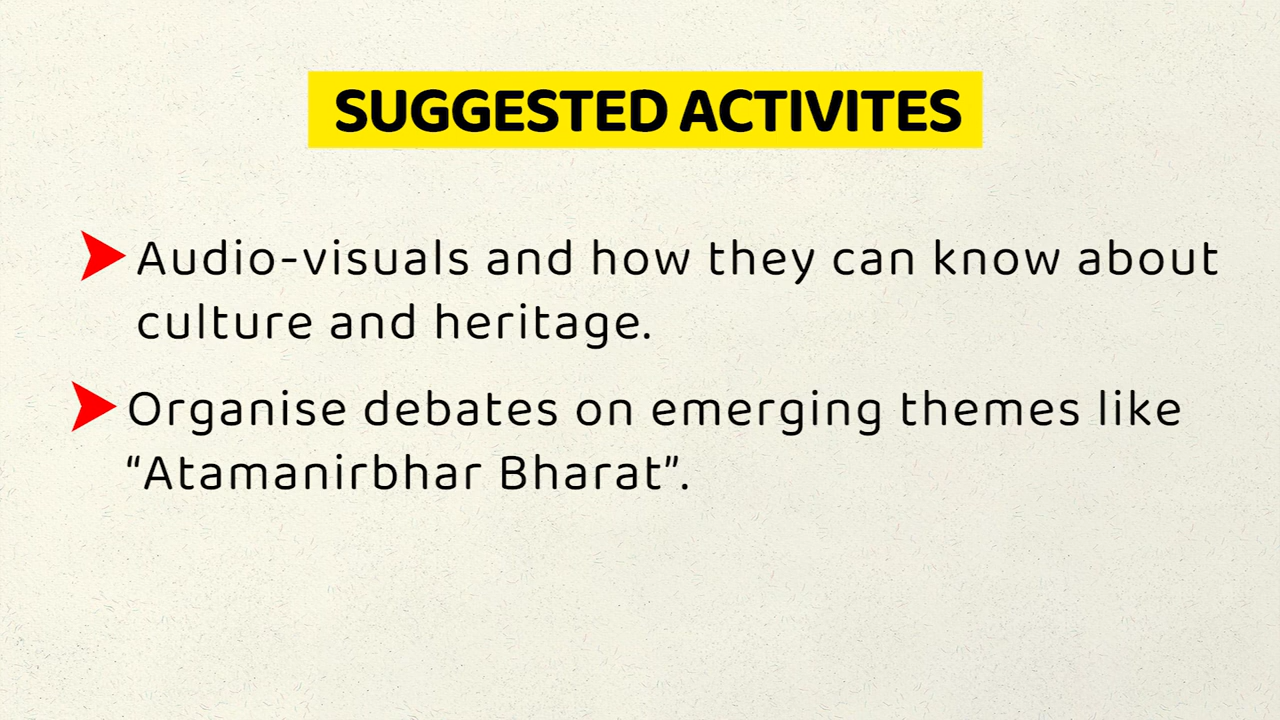 SUGGESTED ACTIVITES
Audio-visuals and how they can know about
culture and heritage.
Organise debates on emerging themes like
“Atamanirbhar Bharat”.